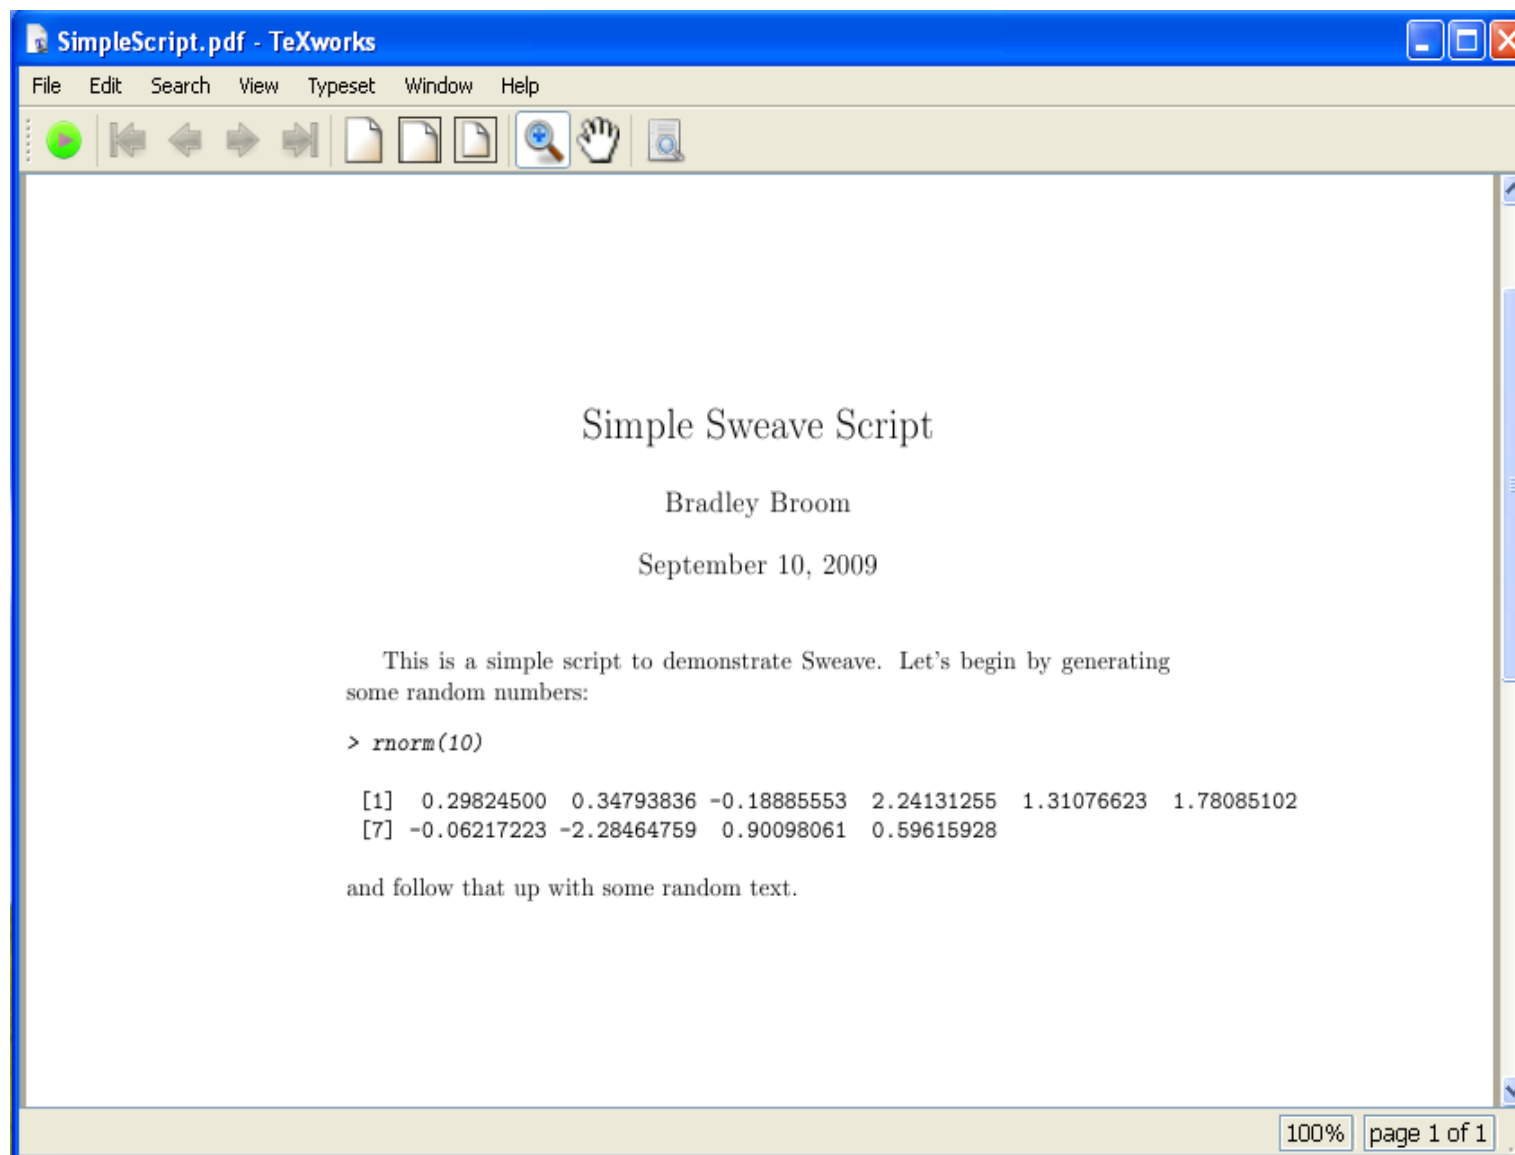 SimpleScript.pdf - TeXworks
File Edit Search View Typeset Window Help
Simple Sweave Script
Bradley Broom
September 10, 2009
This is a simple script to demonstrate Sweave. Let's begin by generating
some random numbers:
> rnorm(10)
[1] 0.29824500 0.34793836 -0.18885553 2.24131255 1.31076623 1.78085102
[7] -0.06217223 -2.28464759 0.90098061 0.59615928
and follow that up with some random text.
100% page 1 of 1